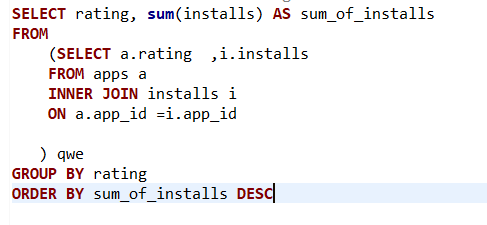 SELECT rating, sum(installs) AS sum_of_installs
FROM
(SELECT a.rating  ,i.installs
FROM apps a
INNER JOIN installs i
ON a.app_id =i.app_id
) qwe
GROUP BY rating
ORDER BY sum_of_installs DESC